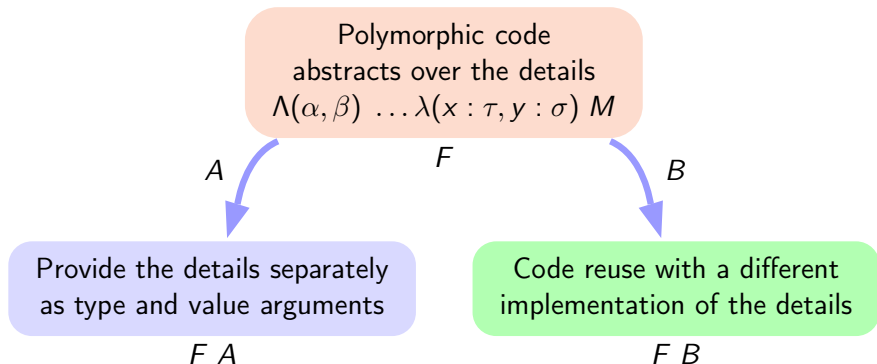 Polymorphic code
abstracts over the details
Λ(α, β) …λ(x : τ, y : σ) M
F
A
B
Provide the details separately
as type and value arguments
Code reuse with a different
implementation of the details
F A
F B